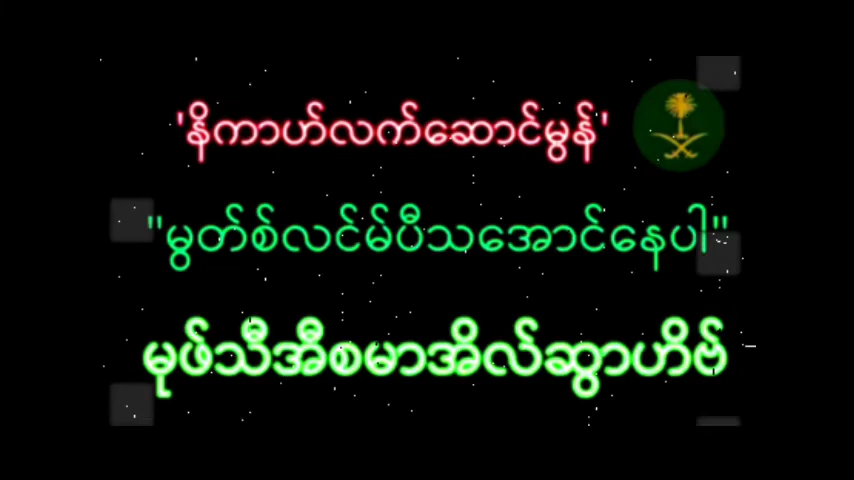 'နိကာဟ်လက်ဆောင်မွန်'
"မွတ်စ်လင်မ်ပီသအောင်နေပါ"
မုဖ်သီအီစမာအိလ်ဆွာဟိဗ်